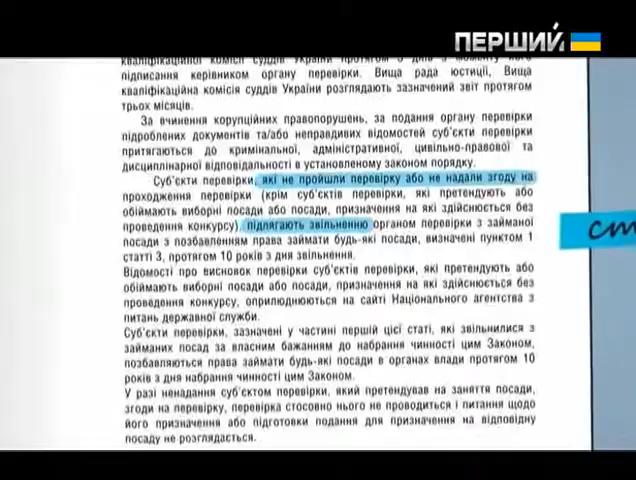 ПЕРШИЙ
кваліфікаційної комісії суддів України протягом 5 днів з моменту його
підписання керівником органу перевірки. Вища рада юстиції, Вища
кваліфікаційна комісія суддів України розглядають зазначений звіт протягом
трьох місяців.
За вчинення корупційних правопорушень, за подання органу перевірки
підроблених документів та/або неправдивих відомостей суб'єкти перевірки
притягаються до кримінальної, адміністративної, цивільно-правової та
дисциплінарної відповідальності в установленому законом порядку.
Суб'єкти перевірки, які не пройшли перевірку або не надали згоду на
проходження перевірки (крім суб'єктів перевірки, які претендують або
обіймають виборні посади або посади, призначення на які здійснюється без
проведення конкурсу), підлягають звільненню органом перевірки з займаної
посади з позбавленням права займати будь-які посади, визначені пунктом 1
статті 3, протягом 10 років з дня звільнення.
Відомості про висновок перевірки суб'єктів перевірки, які претендують або
обіймають виборні посади або посади, призначення на які здійснюється без
проведення конкурсу, оприлюднюються на сайті Національного агентства з
питань державної служби.
Суб'єкти перевірки, зазначені у частині першій цієї статі, які звільнилися з
займаних посад за власним бажанням до набрання чинності цим Законом,
позбавляються права займати будь-які посади в органах влади протягом 10
років з дня набрання чинності цим Законом.
У разі ненадання суб'єктом перевірки, який претендував на заняття посади,
згоди на перевірку, перевірка стосовно нього не проводиться і питання щодо
його призначення або підготовки подання для призначення на відповідну
посаду не розглядається.
ст